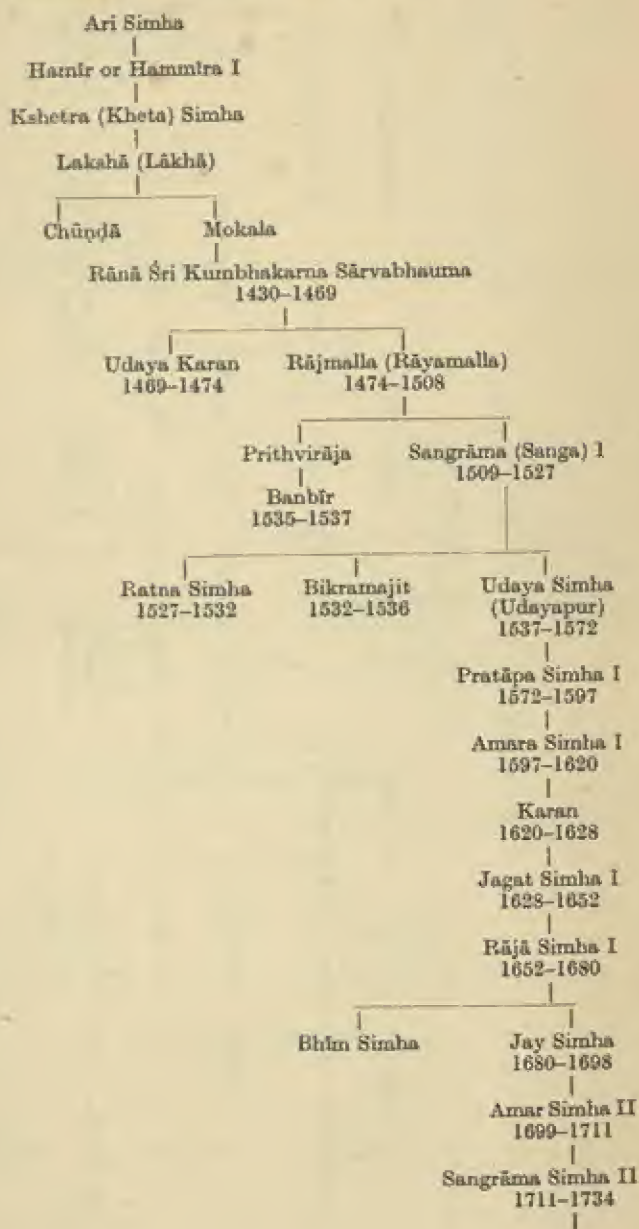 Ari Simha
Hamīr or Hammīra I
Kshetra (Kheta) Simha
Lakshā (Lākhā)
Chūṇḍā Mokala
Rānā Śri Kumbhakarna Sārvabhauma
1430–1469
Udaya Karan Rājmalla (Rāyamalla)
1469–1474 1474–1508
Prithvirāja Sangrāma (Sanga) I
1509–1527
Banbīr
1535–1537
Ratna Simha Bikramajit Udaya Simha
1527–1532 1532–1536 (Udayapur)
1537–1572
Pratāpa Simha I
1572–1597
Amara Simha I
1597–1620
Karan
1620–1628
Jagat Simha I
1628–1652
Rājā Simha I
1652–1680
Bhīm Simha Jay Simha
1680–1698
Amar Simha II
1699–1711
Sangrāma Simha II
1711–1734